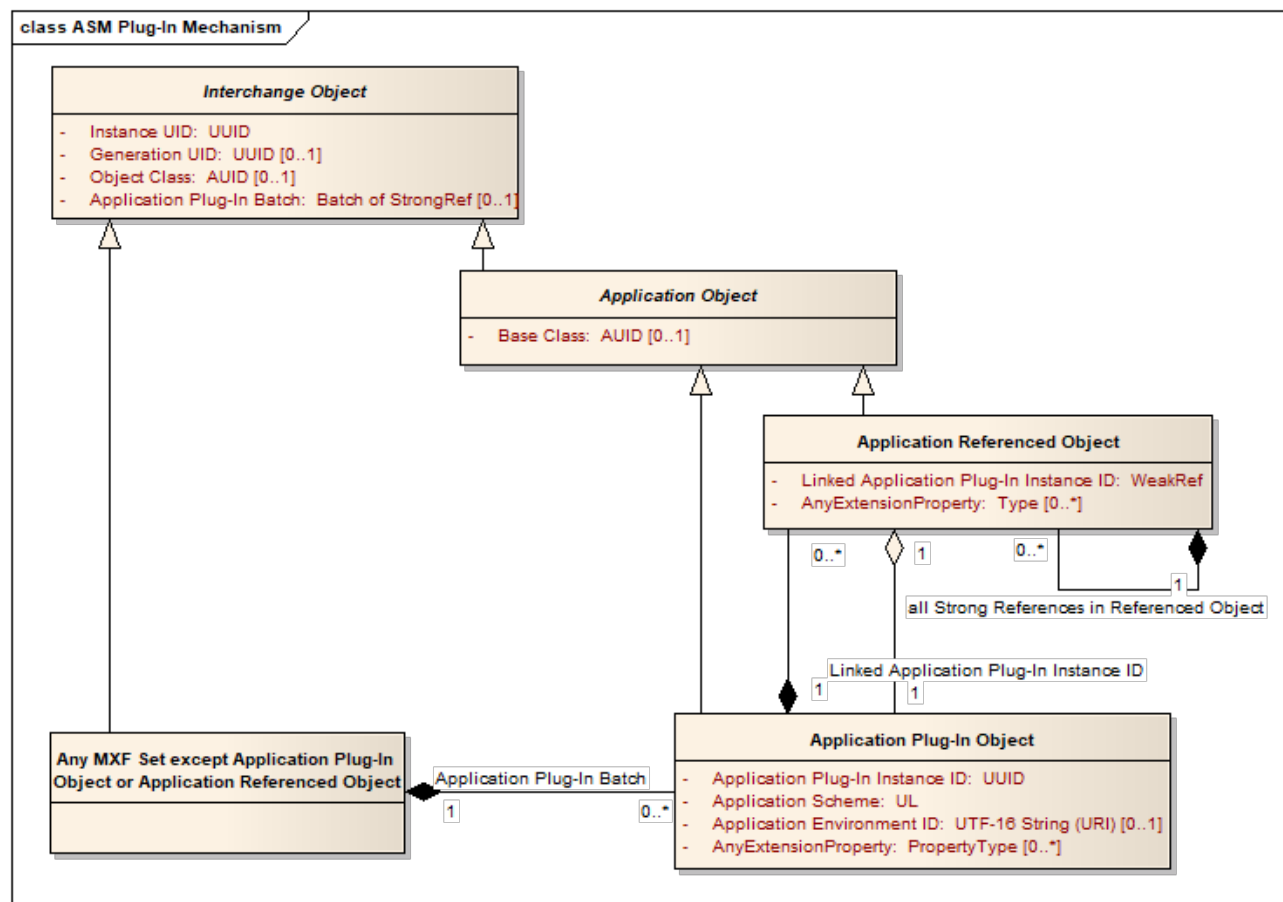 class ASM Plug-In Mechanism
Interchange Object
- Instance UID: UUID
- Generation UID: UUID [0..1]
- Object Class: AUID [0..1]
- Application Plug-In Batch: Batch of StrongRef [0..1]
Application Object
- Base Class: AUID [0..1]
Application Referenced Object
- Linked Application Plug-In Instance ID: WeakRef
- AnyExtensionProperty: Type [0..*]
0..*
1
0..*
1
all Strong References in Referenced Object
Linked Application Plug-In Instance ID
1
1
Any MXF Set except Application Plug-In
Object or Application Referenced Object
Application Plug-In Batch
1
0..*
Application Plug-In Object
- Application Plug-In Instance ID: UUID
- Application Scheme: UL
- Application Environment ID: UTF-16 String (URI) [0..1]
- AnyExtensionProperty: PropertyType [0..*]